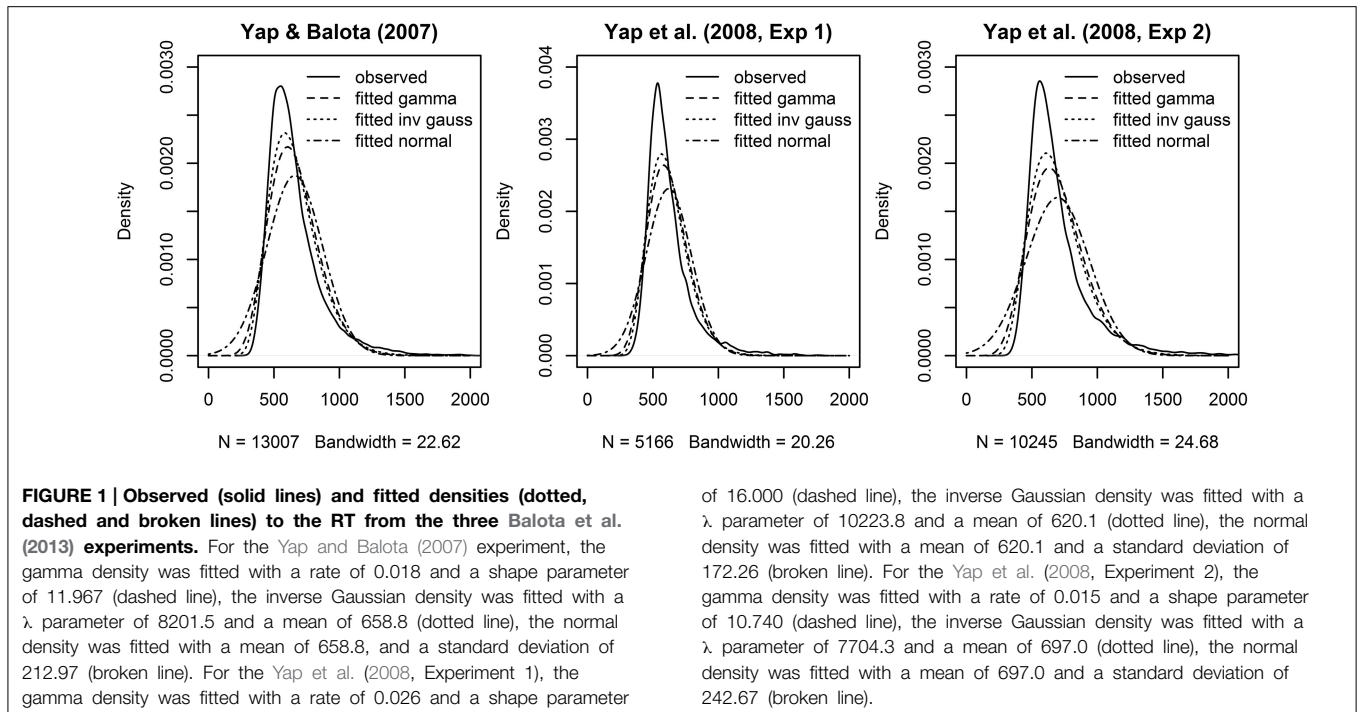 Yap & Balota (2007)
0.0030
0.0020
0.0010
0.0000
Density
observed
fitted gamma
fitted inv gauss
fitted normal
0 500 1000 1500 2000
N = 13007 Bandwidth = 22.62
Yap et al. (2008, Exp 1)
0.004
0.003
0.002
0.001
0.000
Density
observed
fitted gamma
fitted inv gauss
fitted normal
0 500 1000 1500 2000
N = 5166 Bandwidth = 20.26
Yap et al. (2008, Exp 2)
0.0030
0.0020
0.0010
0.0000
Density
observed
fitted gamma
fitted inv gauss
fitted normal
0 500 1000 1500 2000
N = 10245 Bandwidth = 24.68
FIGURE 1 | Observed (solid lines) and fitted densities (dotted,
dashed and broken lines) to the RT from the three Balota et al.
(2013) experiments. For the Yap and Balota (2007) experiment, the
gamma density was fitted with a rate of 0.018 and a shape parameter
of 11.967 (dashed line), the inverse Gaussian density was fitted with a
λ parameter of 8201.5 and a mean of 658.8 (dotted line), the normal
density was fitted with a mean of 658.8, and a standard deviation of
212.97 (broken line). For the Yap et al. (2008, Experiment 1), the
gamma density was fitted with a rate of 0.026 and a shape parameter
of 16.000 (dashed line), the inverse Gaussian density was fitted with a
λ parameter of 10223.8 and a mean of 620.1 (dotted line), the normal
density was fitted with a mean of 620.1 and a standard deviation of
172.26 (broken line). For the Yap et al. (2008, Experiment 2), the
gamma density was fitted with a rate of 0.015 and a shape parameter
of 10.740 (dashed line), the inverse Gaussian density was fitted with a
λ parameter of 7704.3 and a mean of 697.0 (dotted line), the normal
density was fitted with a mean of 697.0 and a standard deviation of
242.67 (broken line).